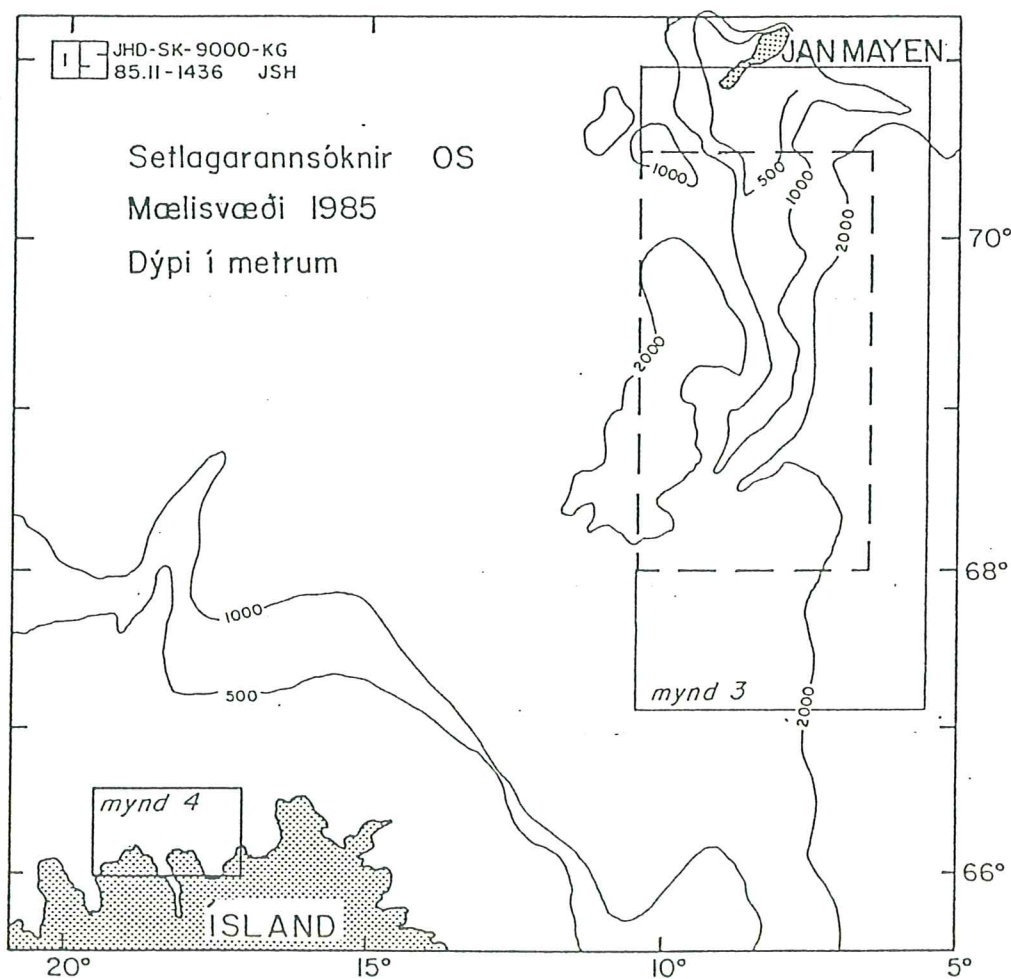 JHD-SK-9000-KG
85.11-1436 JSH
JAN MAYEN
Setlagarannsóknir OS
Mælisvæði 1985
Dýpi í metrum
1000
500
1000
2000
70°
2000
68°
1000
500
mynd 3
2000
mynd 4
66°
ÍSLAND
20°
15°
10°
5°